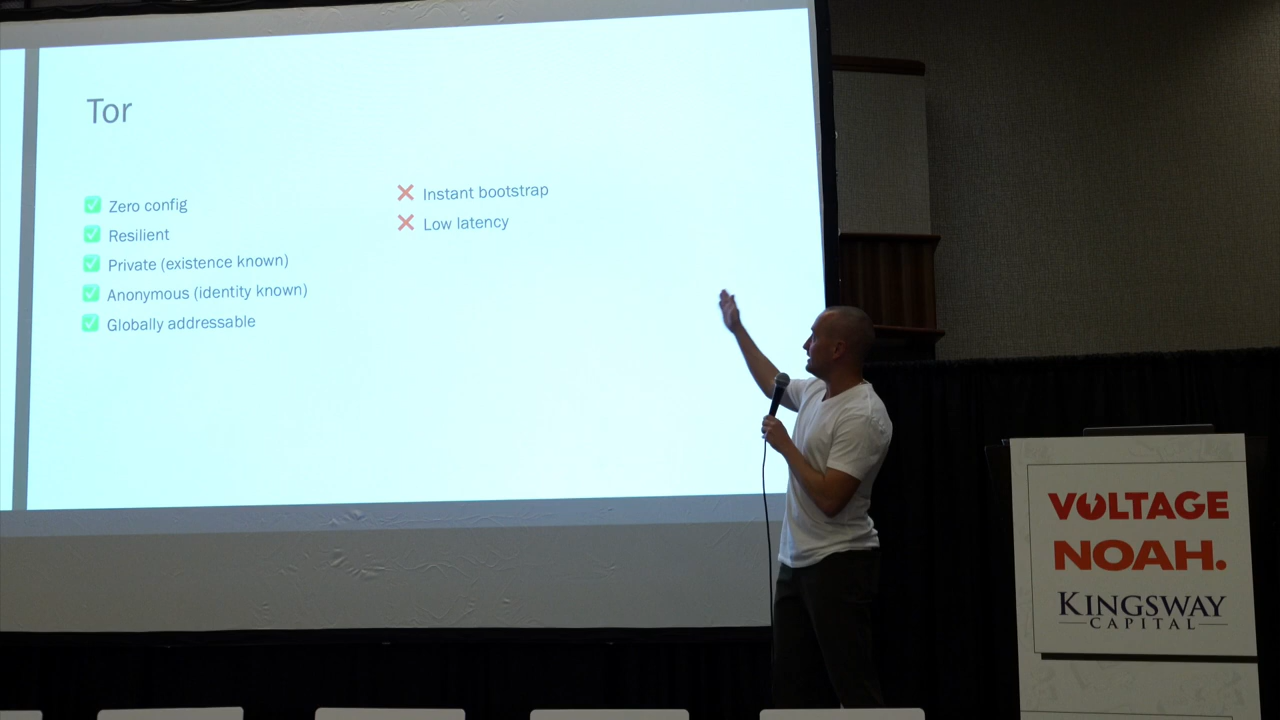 Tor
Zero config
Resilient
Private (existence known)
Anonymous (identity known)
Globally addressable
Instant bootstrap
Low latency
VOLTAGE
NOAH.
KINGSWAY
CAPITAL